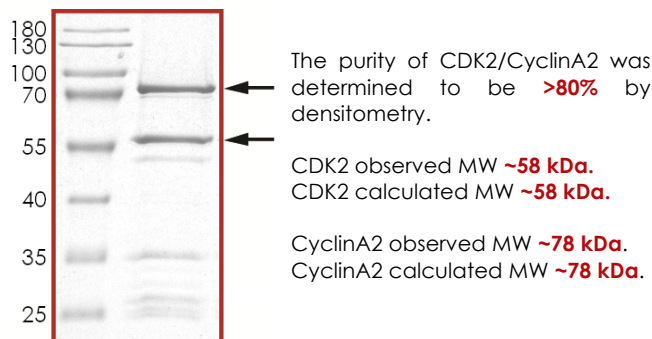 180
130
100
70
55
40
35
25
The purity of CDK2/CyclinA2 was
determined to be >80% by
densitometry.
CDK2 observed MW ~58 kDa.
CDK2 calculated MW ~58 kDa.
CyclinA2 observed MW ~78 kDa.
CyclinA2 calculated MW ~78 kDa.